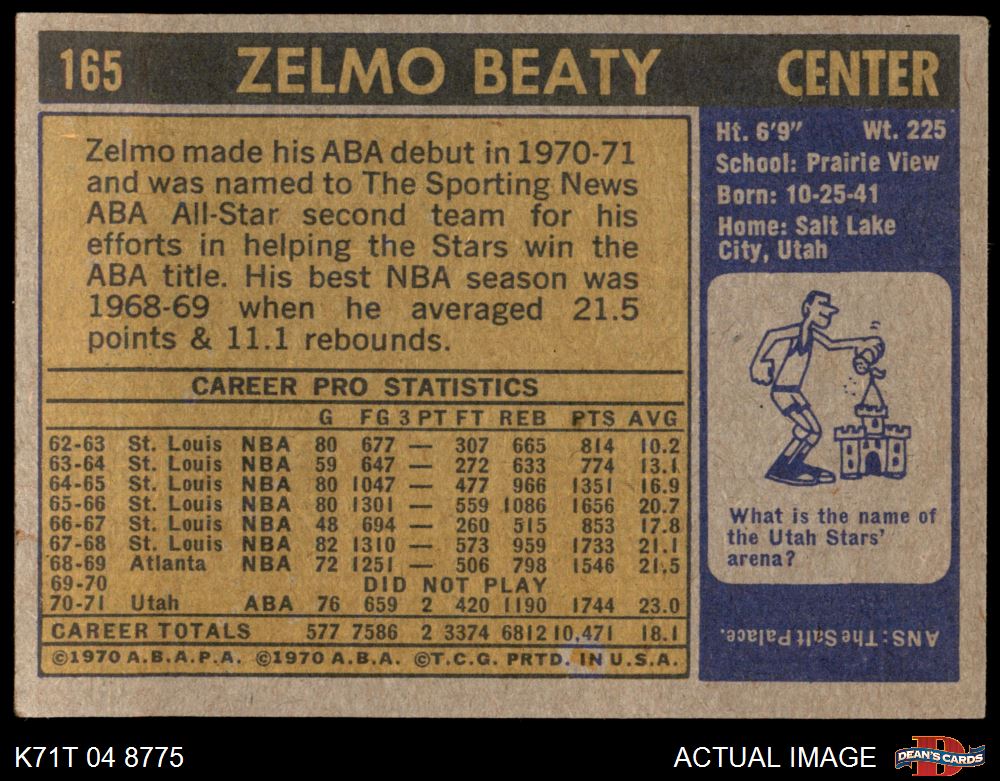 165 ZELMO BEATY CENTER
Zelmo made his ABA debut in 1970-71
and was named to The Sporting News
ABA All-Star second team for his
efforts in helping the Stars win the
ABA title. His best NBA season was
1968-69 when he averaged 21.5
points & 11.1 rebounds.
CAREER PRO STATISTICS
G FG 3 PT FT REB PTS AVG
62-63 St. Louis NBA 80 677 — 307 665 814 10.2
63-64 St. Louis NBA 59 647 — 272 633 774 13.1
64-65 St. Louis NBA 80 1047 — 477 966 1351 16.9
65-66 St. Louis NBA 80 1301 — 559 1086 1656 20.7
66-67 St. Louis NBA 48 694 — 260 515 853 17.8
67-68 St. Louis NBA 82 1310 — 573 959 1733 21.1
68-69 Atlanta NBA 72 1251 — 506 798 1546 21.5
69-70 DID NOT PLAY
70-71 Utah ABA 76 659 2 420 1190 1744 23.0
CAREER TOTALS 577 7586 2 3374 6812 10,471 18.1
©1970 A.B.A.P.A. ©1970 A.B.A. ©T.C.G. PRTD. IN U.S.A.
Ht. 6'9" Wt. 225
School: Prairie View
Born: 10-25-41
Home: Salt Lake
City, Utah
What is the name of
the Utah Stars'
arena?
ANS: The Salt Palace.
K71T 04 8775 ACTUAL IMAGE DEAN'S CARDS